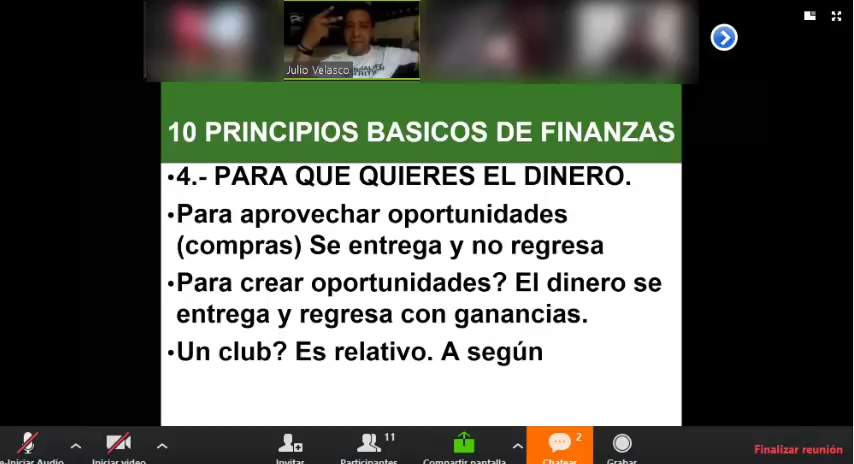 Julio Velasco
10 PRINCIPIOS BASICOS DE FINANZAS
•4.- PARA QUE QUIERES EL DINERO.
•Para aprovechar oportunidades
(compras) Se entrega y no regresa
•Para crear oportunidades? El dinero se
entrega y regresa con ganancias.
•Un club? Es relativo. A según
11
2
e-Iniciar Audio
Iniciar video
Invitar
Participantes
Compartir pantalla
Chatear
Grabar
Finalizar reunión